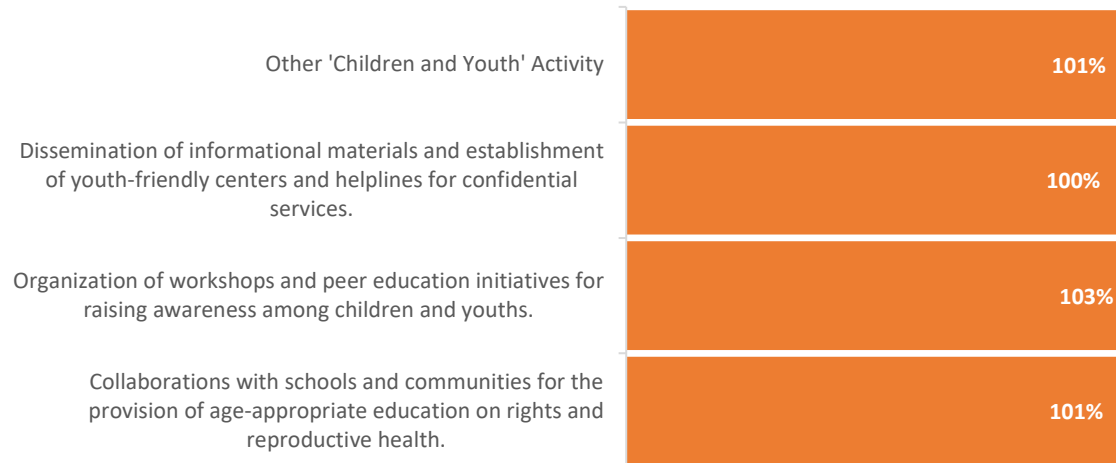 Other 'Children and Youth' Activity
101%
Dissemination of informational materials and establishment
of youth-friendly centers and helplines for confidential
services.
100%
Organization of workshops and peer education initiatives for
raising awareness among children and youths.
103%
Collaborations with schools and communities for the
provision of age-appropriate education on rights and
reproductive health.
101%